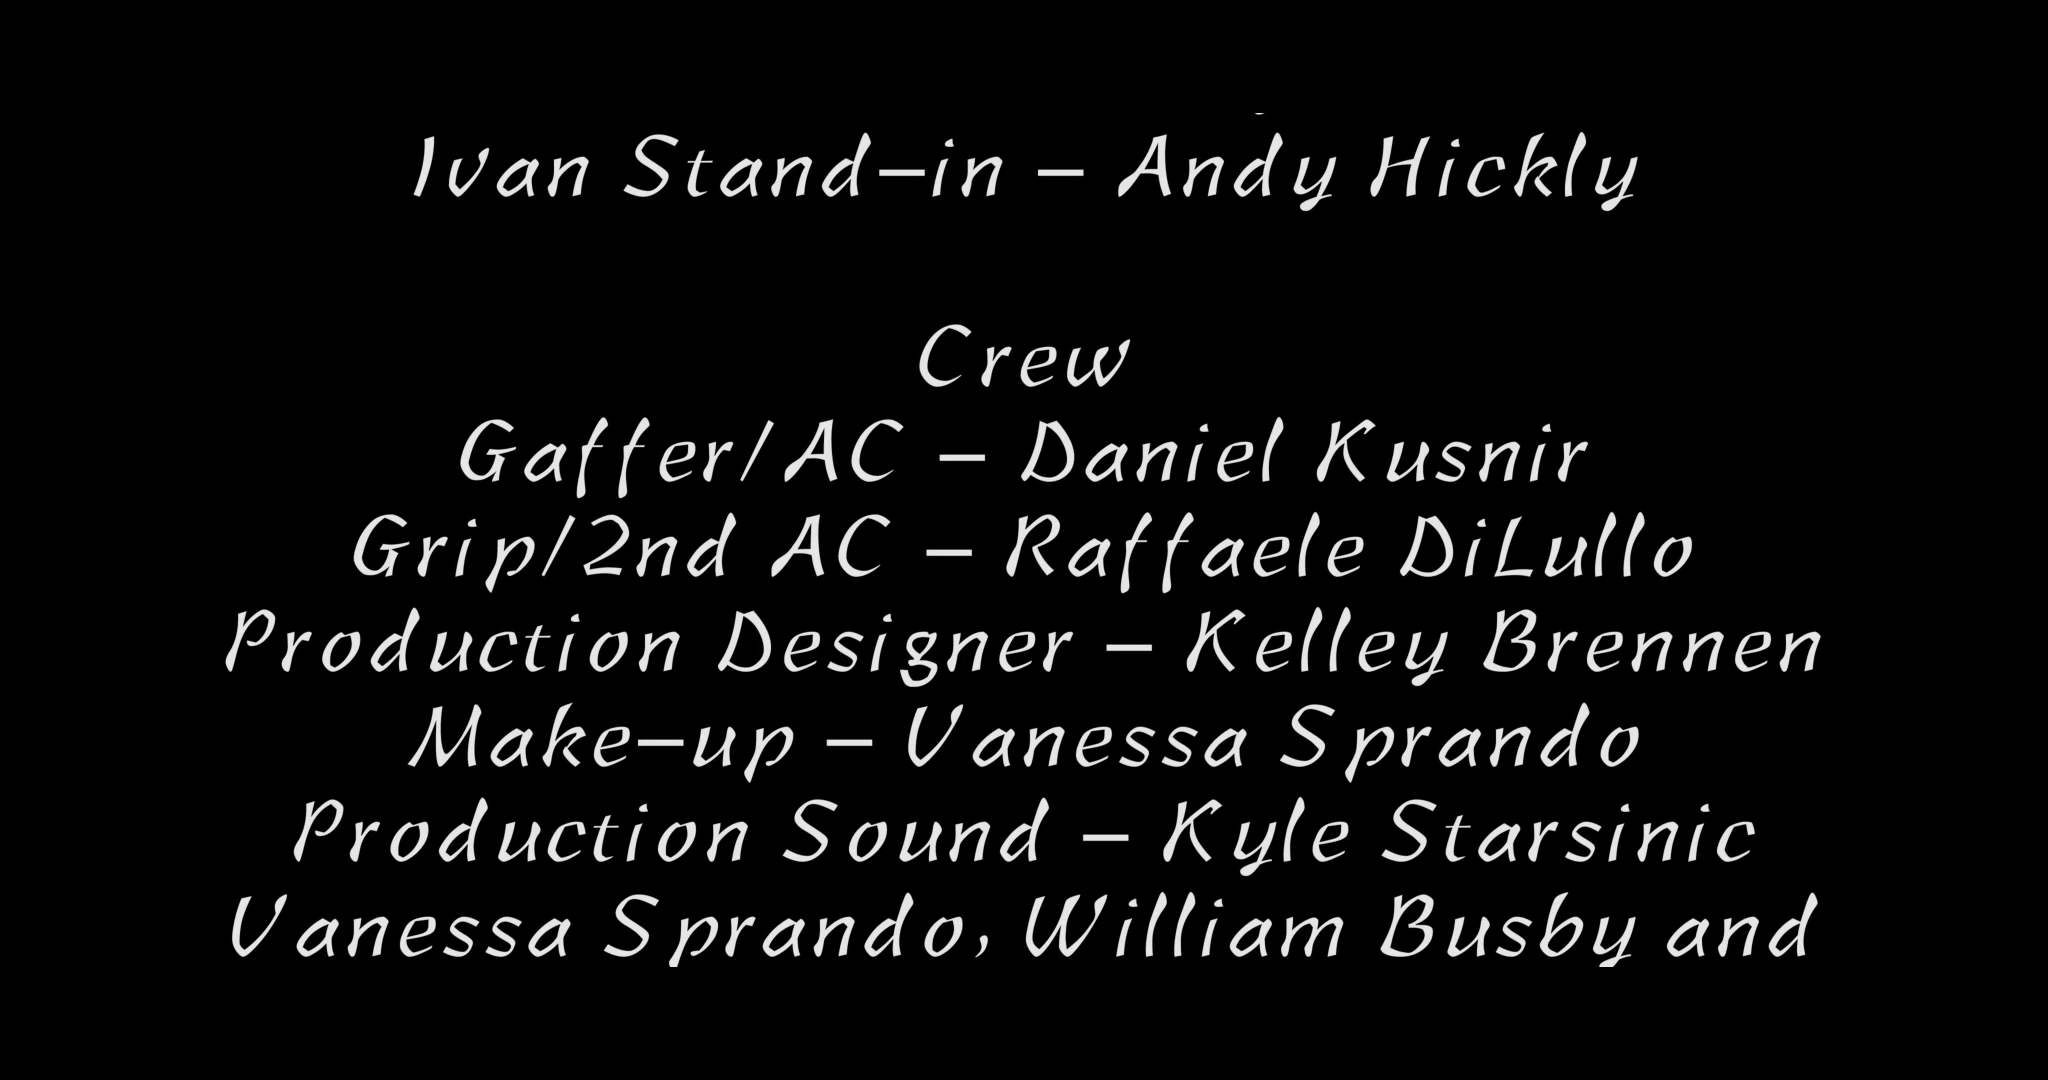 Ivan Stand-in - Andy Hickly
Crew
Gaffer/AC - Daniel Kusnir
Grip/2nd AC - Raffaele DiLullo
Production Designer - Kelley Brennen
Make-up - Vanessa Sprando
Production Sound - Kyle Starsinic
Vanessa Sprando, William Busby and